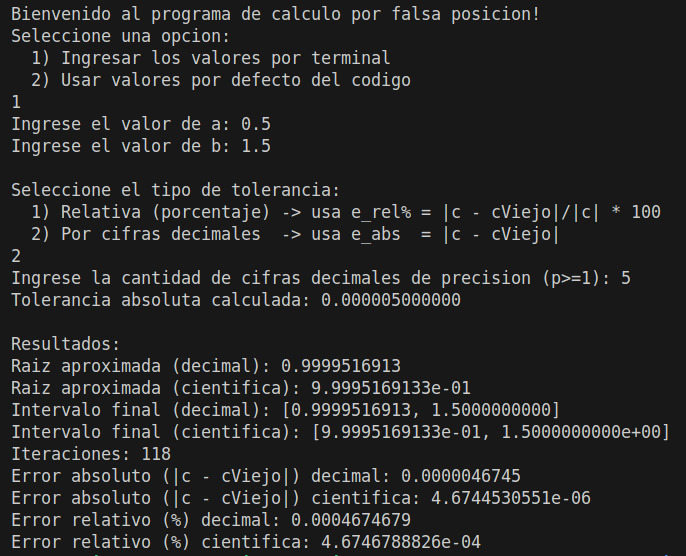 Bienvenido al programa de calculo por falsa posicion!
Seleccione una opcion:
  1) Ingresar los valores por terminal
  2) Usar valores por defecto del codigo
1
Ingrese el valor de a: 0.5
Ingrese el valor de b: 1.5

Seleccione el tipo de tolerancia:
  1) Relativa (porcentaje) -> usa e_rel% = |c - cViejo|/|c| * 100
  2) Por cifras decimales  -> usa e_abs  = |c - cViejo|
2
Ingrese la cantidad de cifras decimales de precision (p>=1): 5
Tolerancia absoluta calculada: 0.000005000000

Resultados:
Raiz aproximada (decimal): 0.9999516913
Raiz aproximada (cientifica): 9.9995169133e-01
Intervalo final (decimal): [0.9999516913, 1.5000000000]
Intervalo final (cientifica): [9.9995169133e-01, 1.5000000000e+00]
Iteraciones: 118
Error absoluto (|c - cViejo|) decimal: 0.0000046745
Error absoluto (|c - cViejo|) cientifica: 4.6744530551e-06
Error relativo (%) decimal: 0.0004674679
Error relativo (%) cientifica: 4.6746788826e-04